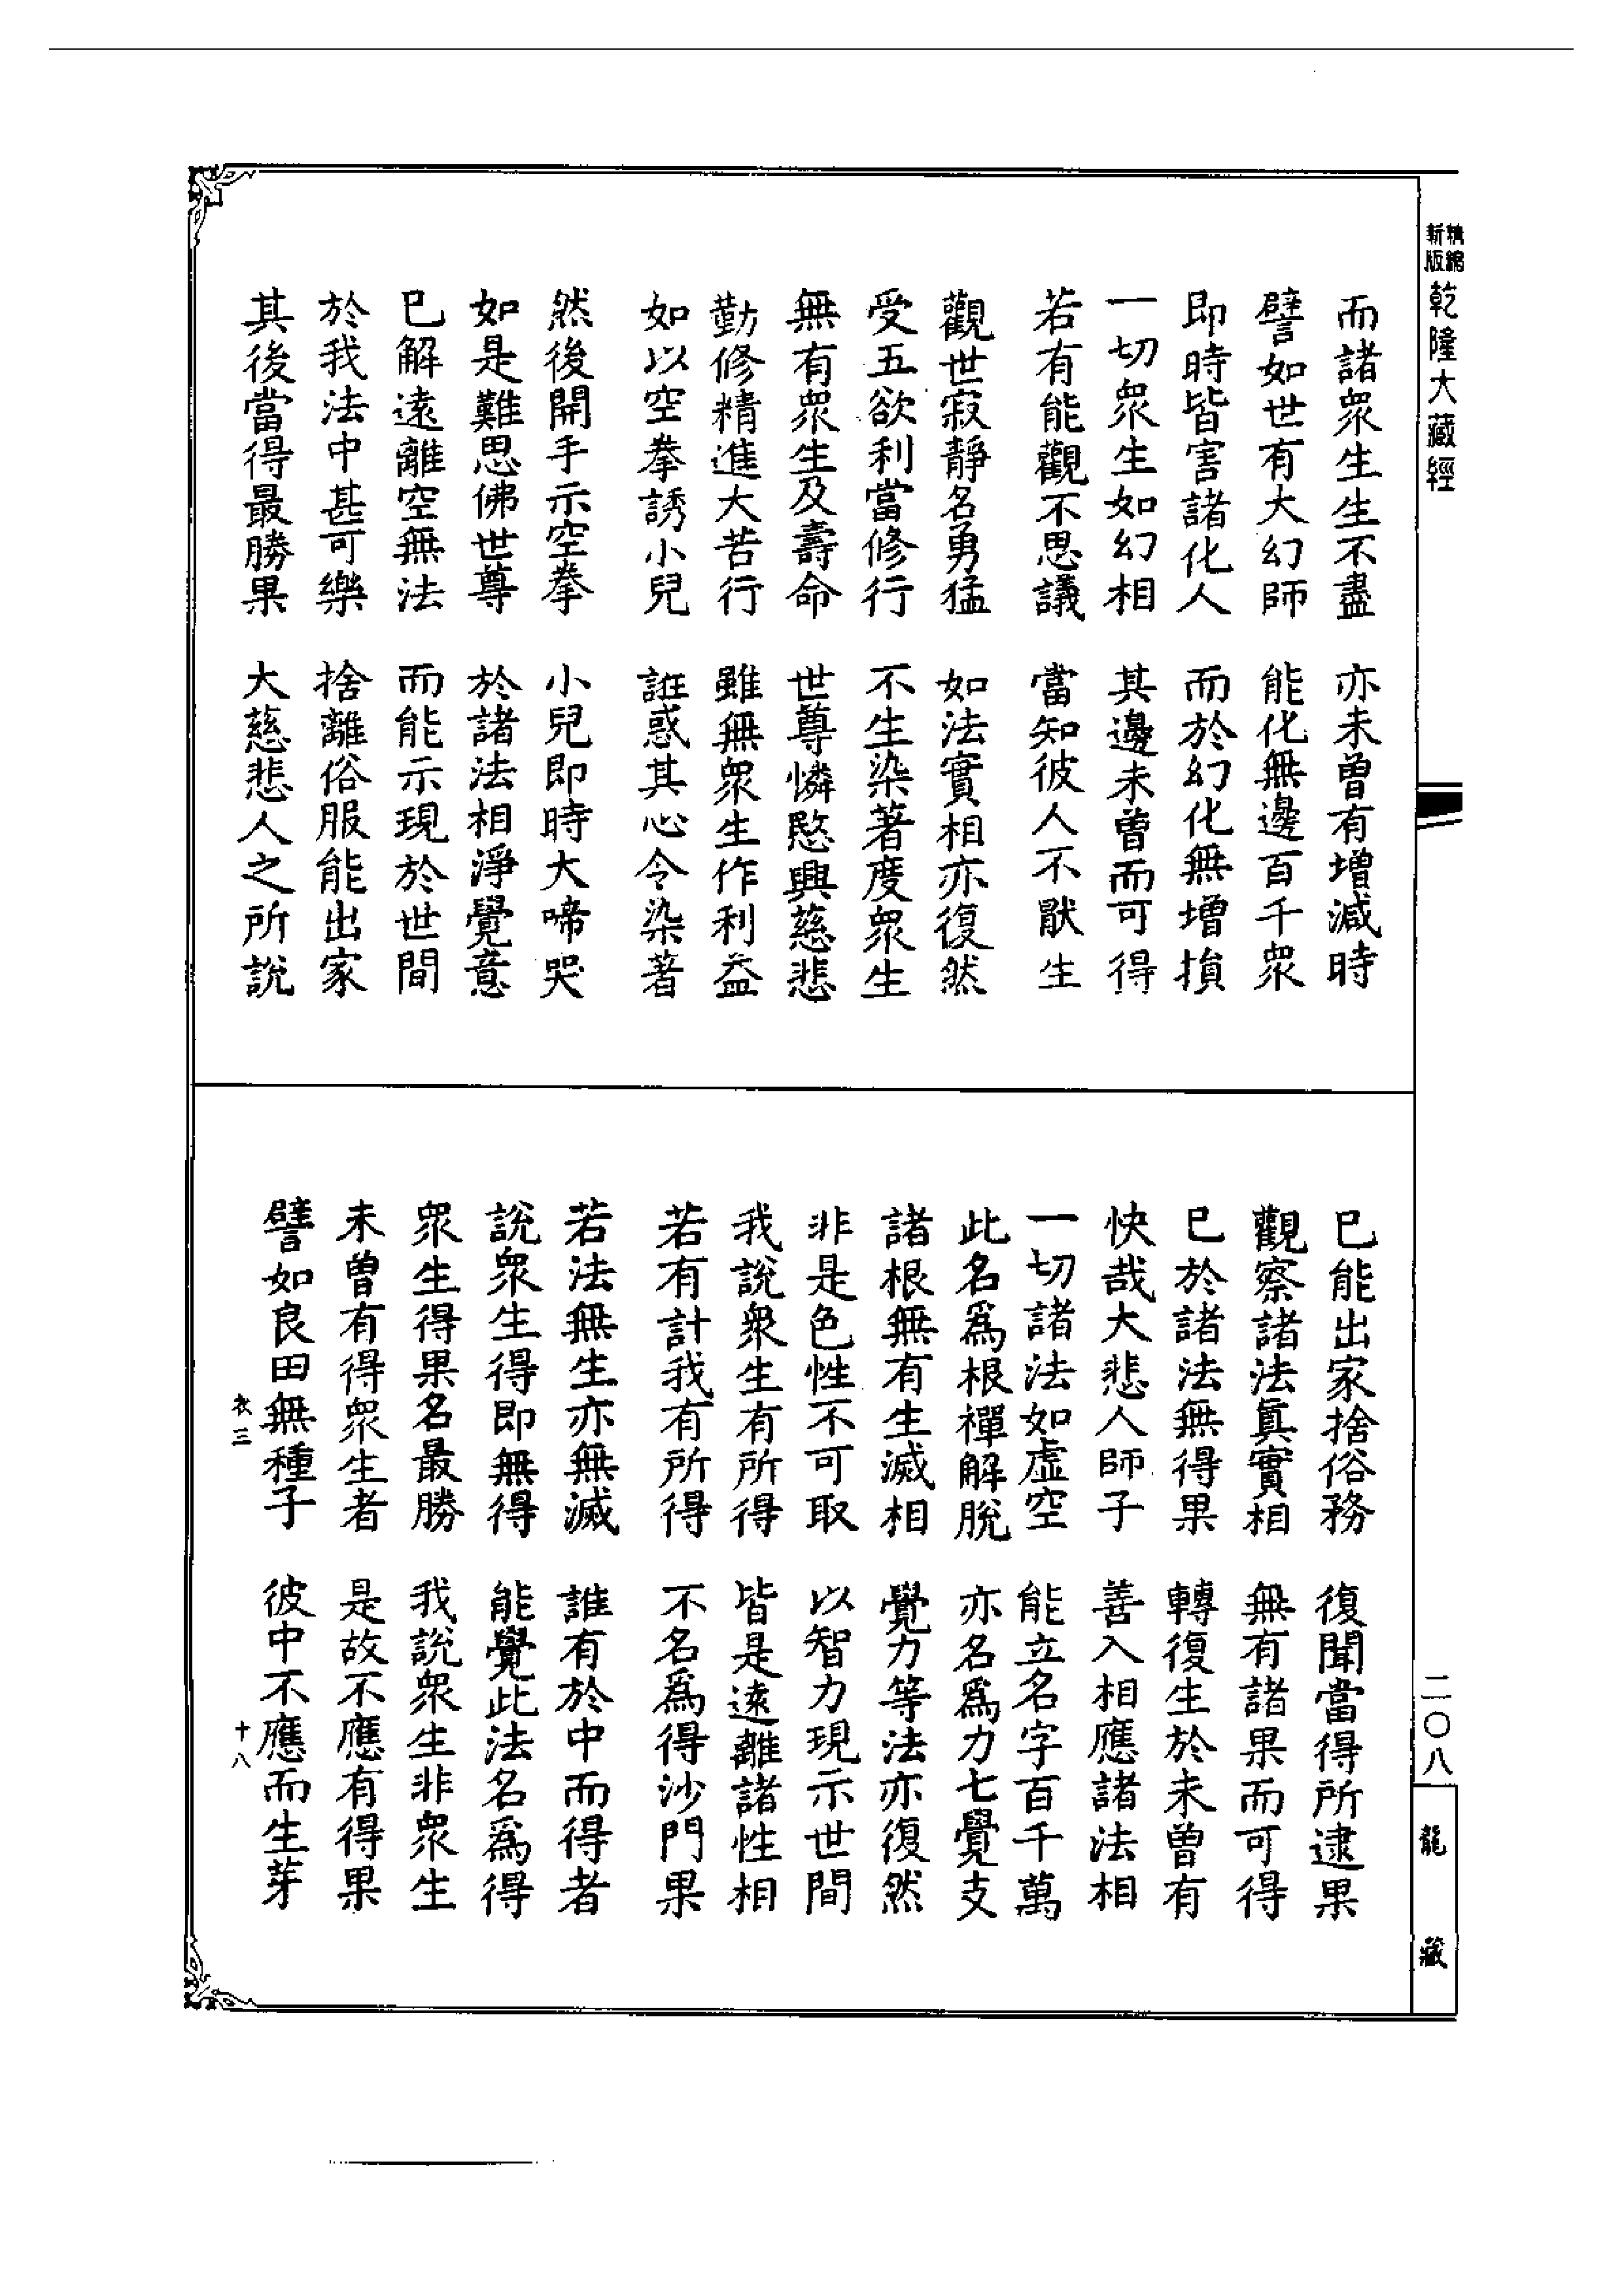 精縮新版乾隆大藏經
而諸衆生生不盡　亦未曾有增減時
譬如世有大幻師　能化無邊百千衆
即時皆害諸化人　而於幻化無增損
一切衆生如幻相　其邊未曾而可得
若有能觀不思議　當知彼人不猒生
觀世寂靜名勇猛　如法實相亦復然
受五欲利當修行　不生染著度衆生
無有衆生及壽命　世尊憐愍興慈悲
勤修精進大苦行　雖無衆生作利益
如以空拳誘小兒　誑惑其心令染著
然後開手示空拳　小兒即時大啼哭
如是難思佛世尊　於諸法相淨覺意
已解遠離空無法　而能示現於世間
於我法中甚可樂　捨離俗服能出家
其後當得最勝果　大慈悲人之所說
已能出家捨俗務　復聞當得所逮果
觀察諸法真實相　無有諸果而可得
已於諸法無得果　轉復生於未曾有
快哉大悲人師子　善入相應諸法相
一切諸法如虛空　能立名字百千萬
此名爲根禪解脫　亦名爲力七覺支
諸根無有生滅相　覺力等法亦復然
非是色性不可取　以智力現示世間
我說衆生有所得　皆是遠離諸性相
若有計我有所得　不名爲得沙門果
若法無生亦無滅　誰有於中而得者
說衆生得即無得　能覺此法名爲得
衆生得果名最勝　我說衆生非衆生
未曾有得衆生者　是故不應有得果
譬如良田無種子　彼中不應而生芽
衣三　十八
二〇八
龍藏